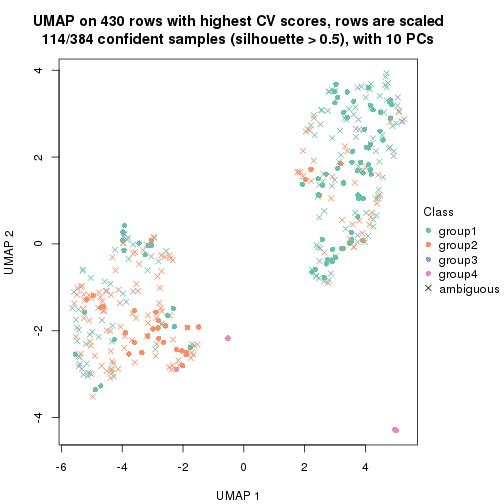 UMAP on 430 rows with highest CV scores, rows are scaled
114/384 confident samples (silhouette > 0.5), with 10 PCs
4
2
0
-2
-4
UMAP 2
-6
-4
-2
0
2
4
UMAP 1
Class
group1
group2
group3
group4
ambiguous